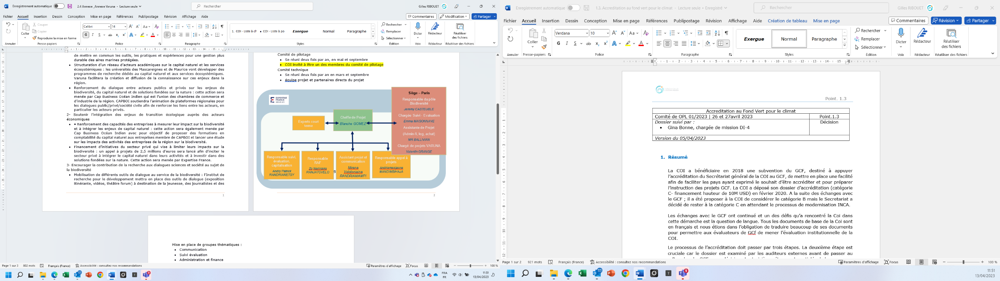 Enregistrement automatique
2.4 Annexe _Annexe Varuna - Lecture seule
Rechercher
Gilles RIBOUET
Fichier Accueil Insertion Dessin Conception Mise en page Références Publipostage Révision Affichage Aide
Commentaires Modification Partager
Coller
Couper
Copier
Reproduire la mise en forme
Calibri 14
1. COI - Liste à ch • COI - Liste à po Exergue Normal Paragraphe
Rechercher
Remplacer
Sélectionner
Dicter
Rédacteur
Réutiliser des fichiers
Annuler Presse-papiers Police Paragraphe Styles Édition Voix Rédacteur Réutiliser des fichiers
de mettre en commun les outils, les pratiques et expériences pour une gestion plus
durable des aires marines protégées.
• Structuration d’un réseau d’acteurs académiques sur le capital naturel et les services
écosystémiques : les universités des Mascareignes et de Maurice vont développer des
programmes de recherche dédiés au capital naturel et aux services écosystémiques.
Varuna facilitera la création et diffusion de la connaissance sur ces enjeux dans la
région.
• Renforcement du dialogue entre acteurs publics et privés sur les enjeux de
biodiversité, du capital naturel et de solutions fondées sur la nature : cette action sera
menée par Cap Business Océan Indien qui est l’union des chambres de commerce et
d’industrie de la région. CAPBOI soutiendra l’animation de plateformes régionales pour
les dialogues public/privé/société civile afin de renforcer les liens entre les acteurs, en
particulier les acteurs privés.
2- Soutenir l’intégration des enjeux de transition écologique auprès des acteurs
économiques
• • Renforcement des capacités des entreprises à mesurer leur impact sur la biodiversité
et à intégrer les enjeux de capital naturel : cette action sera également menée par
Cap Business Océan Indien avec pour objectif de proposer des formations en
comptabilité du capital naturel aux entreprises membre de CAPBOI et lancer une étude
sur les impacts des activités des entreprises de la région sur la biodiversité.
• Financement d’initiatives du secteur privé qui vise à limiter leurs impacts sur la
biodiversité : un appel à projets de 2,5 millions d’euros sera lancé afin d’inciter le
secteur privé à intégrer le capital naturel dans leurs activités et à investir dans des
solutions fondées sur la nature. Cette action sera menée par Expertise France.
3- Encourager la contribution de la recherche aux dialogues sciences et société au sujet de
la biodiversité
• Mobilisation de différents outils de dialogue au service de la biodiversité : l’Institut de
recherche pour le développement mettra en place des outils de dialogue (exposition
itinérante, vidéos, théâtre forum) à destination de la jeunesse, des journalistes et des
1
Comité de pilotage
• Se réuni deux fois par an, en mai et septembre
• COI invité à être un des membres du comité de pilotage
Comité technique
• Se réuni deux fois par an en mars et septembre
• équipe projet et partenaires directs du projet
EXPERTISE
FRANCE
GROUPE AFD
Experts court
terme
Cheffe de Projet
Blanche GOMEZ
Siège – Paris
Responsable du pôle
Biodiversité
Jeremy CASTEUBLE
Chargée Suivi - Evaluation
Emma MAISONNAVE
Assistante de Projet
(Admin-fi, log, achat)
MR BALLIVIAN
Chargé de projets VARUNA
Valentin GRANGE
Responsable suivi,
évaluation,
capitalisation
Andry Patrick
RANDRIANETSY
Responsable
RAF
Zo Nariniaka
RANJATOVELO
8
Assistant projet et
communication
Mirana
Volofoniaina
RANDRIAMAMPI
Responsable appel à
projets
Andriamasijaona
MANDIMBIHAJA
2
Mise en place de groupes thématiques :
• Communication
• Suivi évaluation
• Administration et finance
Page 1 sur 3 802 mots Français (France) Accessibilité : consultez nos recommandations
Paramètres d'affichage Focus 100 %
FRA
FR
11:51
13/04/2023
Enregistrement automatique
1.3. Accreditation au fond vert pour le climat - Lecture seule • Enregistré
Rechercher
Gilles RIBOUET
Fichier Accueil Insertion Dessin Conception Mise en page Références Publipostage Révision Affichage Aide Création de tableau Mise en page
Commentaires Révision Partager
Coller
Verdana 10
Exergue Normal Paragraphe
Rechercher
Remplacer
Sélectionner
Dicter
Rédacteur
Réutiliser des fichiers
Annuler Presse-papiers Police Paragraphe Styles Édition Voix Rédacteur Réutiliser des fichiers
Point. 1.3
Accreditation au Fond Vert pour le climat
Comité de OPL 01/2023 | 26 et 27avril 2023 Point.1.3
Dossier suivi par : Décision
• Gina Bonne, chargée de mission DI-4
Version du 05/04/2023
1. Résumé
La COI a bénéficiaire en 2018 une subvention du GCF, destiné à appuyer
l’accréditation du Secrétariat général de la COI au GCF, de mettre en place une facilité
afin de faciliter les pays ayant exprimé le souhait d’être accréditer et pour préparer
l’instruction des projets GCF. La COI a déposé son dossier d’accréditation (catégorie
C- financement hauteur de 10M USD) en février 2020. A la suite des échanges avec
le GCF ; il a été proposer à la COI de considérer le catégorie B mais le Secretariat a
décidé de rester à la catégorie C en attendant le processus de modernisation INCA.
Les échanges avec le GCF ont continué et un des défis qu’a rencontré la Coi dans
cette démarche est la question de langue. Tous les documents de base de la Coi sont
en français et nous étions dans l’obligation de traduire beaucoup de ses documents
pour permettre aux évaluateurs de GCf de mener l’évaluation institutionnelle de la
COI.
Le processus de l’accréditation doit passer par trois étapes. La deuxième étape est
cruciale car le dossier est examiné par les auditeurs externes avant de passer au
Page 1 sur 2 921 mots Français (France) Accessibilité : consultez nos recommandations
Paramètres d'affichage Focus 100 %
11:51
13/04/2023